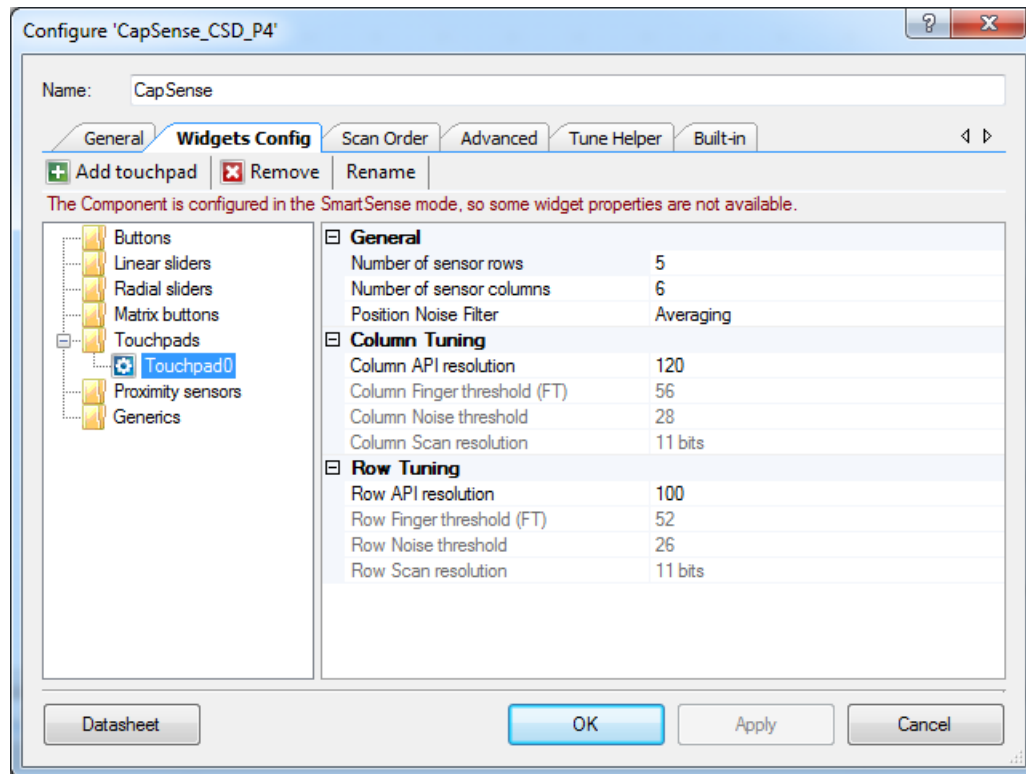 Configure 'CapSense_CSD_P4'
Name: CapSense
General Widgets Config Scan Order Advanced Tune Helper Built-in
Add touchpad Remove Rename
The Component is configured in the SmartSense mode, so some widget properties are not available.
Buttons
Linear sliders
Radial sliders
Matrix buttons
Touchpads
Touchpad0
Proximity sensors
Generics
General
Number of sensor rows 5
Number of sensor columns 6
Position Noise Filter Averaging
Column Tuning
Column API resolution 120
Column Finger threshold (FT) 56
Column Noise threshold 28
Column Scan resolution 11 bits
Row Tuning
Row API resolution 100
Row Finger threshold (FT) 52
Row Noise threshold 26
Row Scan resolution 11 bits
Datasheet OK Apply Cancel